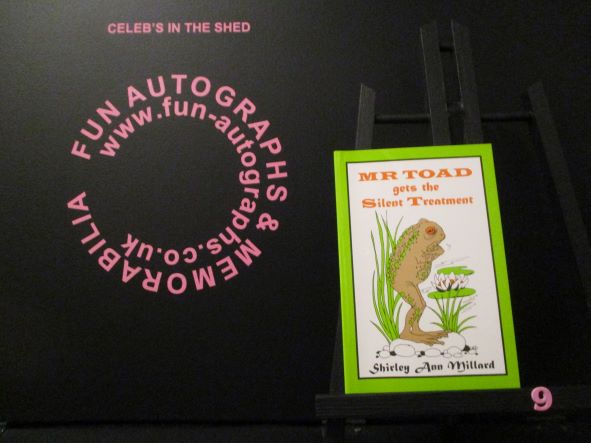 CELEB'S IN THE SHED
FUN AUTOGRAPHS & MEMORABILIA
www.fun-autographs.co.uk
MR TOAD
gets the
Silent Treatment
Shirley Ann Millard
9